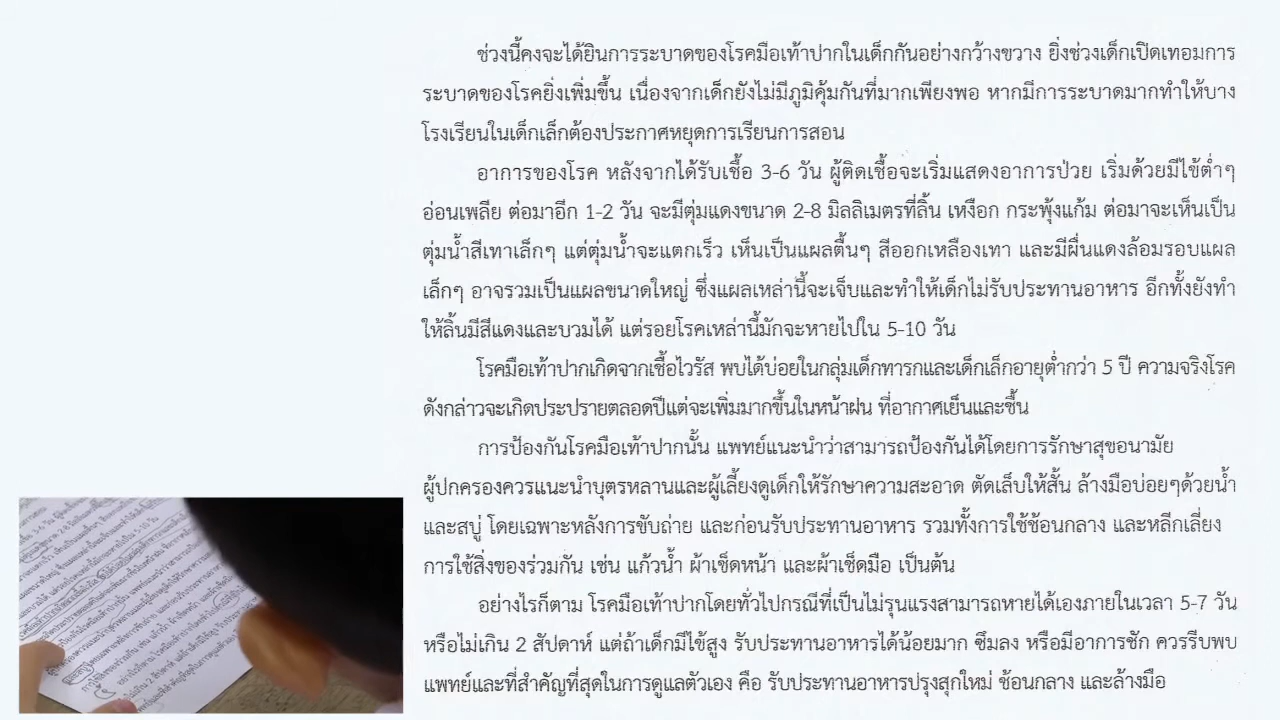 ช่วงนี้คงจะได้ยินการระบาดของโรคมือเท้าปากในเด็กกันอย่างกว้างขวาง ยิ่งช่วงเด็กเปิดเทอมการ
ระบาดของโรคยิ่งเพิ่มขึ้น เนื่องจากเด็กยังไม่มีภูมิคุ้มกันที่มากเพียงพอ หากมีการระบาดมากทำให้บาง
โรงเรียนในเด็กเล็กต้องประกาศหยุดการเรียนการสอน
อาการของโรค หลังจากได้รับเชื้อ 3-6 วัน ผู้ติดเชื้อจะเริ่มแสดงอาการป่วย เริ่มด้วยมีไข้ต่ำๆ
อ่อนเพลีย ต่อมาอีก 1-2 วัน จะมีตุ่มแดงขนาด 2-8 มิลลิเมตรที่ลิ้น เหงือก กระพุ้งแก้ม ต่อมาจะเห็นเป็น
ตุ่มน้ำสีเทาเล็กๆ แต่ตุ่มน้ำจะแตกเร็ว เห็นเป็นแผลตื้นๆ สีออกเหลืองเทา และมีผื่นแดงล้อมรอบแผล
เล็กๆ อาจรวมเป็นแผลขนาดใหญ่ ซึ่งแผลเหล่านี้จะเจ็บและทำให้เด็กไม่รับประทานอาหาร อีกทั้งยังทำ
ให้ลิ้นมีสีแดงและบวมได้ แต่รอยโรคเหล่านี้มักจะหายไปใน 5-10 วัน
โรคมือเท้าปากเกิดจากเชื้อไวรัส พบได้บ่อยในกลุ่มเด็กทารกและเด็กเล็กอายุต่ำกว่า 5 ปี ความจริงโรค
ดังกล่าวจะเกิดประปรายตลอดปีแต่จะเพิ่มมากขึ้นในหน้าฝน ที่อากาศเย็นและชื้น
การป้องกันโรคมือเท้าปากนั้น แพทย์แนะนำว่าสามารถป้องกันได้โดยการรักษาสุขอนามัย
ผู้ปกครองควรแนะนำบุตรหลานและผู้เลี้ยงดูเด็กให้รักษาความสะอาด ตัดเล็บให้สั้น ล้างมือบ่อยๆด้วยน้ำ
และสบู่ โดยเฉพาะหลังการขับถ่าย และก่อนรับประทานอาหาร รวมทั้งการใช้ช้อนกลาง และหลีกเลี่ยง
การใช้สิ่งของร่วมกัน เช่น แก้วน้ำ ผ้าเช็ดหน้า และผ้าเช็ดมือ เป็นต้น
อย่างไรก็ตาม โรคมือเท้าปากโดยทั่วไปกรณีที่เป็นไม่รุนแรงสามารถหายได้เองภายในเวลา 5-7 วัน
หรือไม่เกิน 2 สัปดาห์ แต่ถ้าเด็กมีไข้สูง รับประทานอาหารได้น้อยมาก ซึมลง หรือมีอาการชัก ควรรีบพบ
แพทย์และที่สำคัญที่สุดในการดูแลตัวเอง คือ รับประทานอาหารปรุงสุกใหม่ ช้อนกลาง และล้างมือ